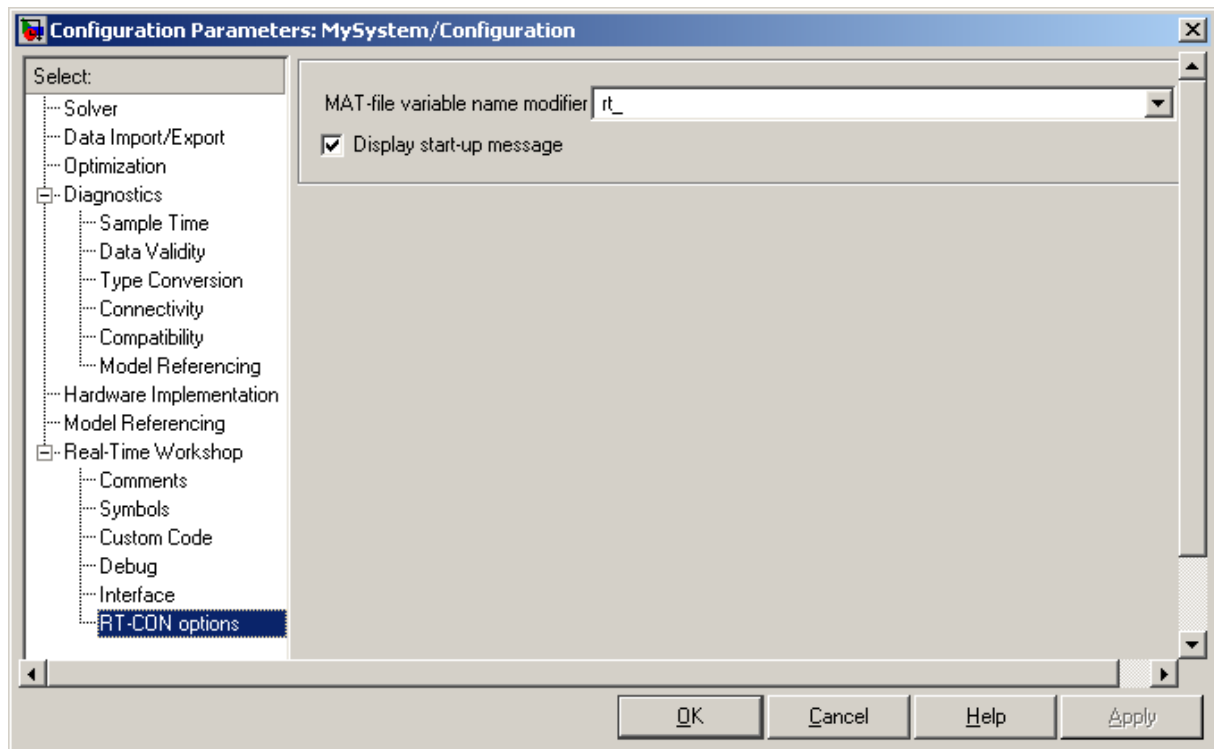 Configuration Parameters: MySystem/Configuration
Select:
Solver
Data Import/Export
Optimization
Diagnostics
Sample Time
Data Validity
Type Conversion
Connectivity
Compatibility
Model Referencing
Hardware Implementation
Model Referencing
Real-Time Workshop
Comments
Symbols
Custom Code
Debug
Interface
RT-CON options
MAT-file variable name modifier rt_
Display start-up message
OK Cancel Help Apply